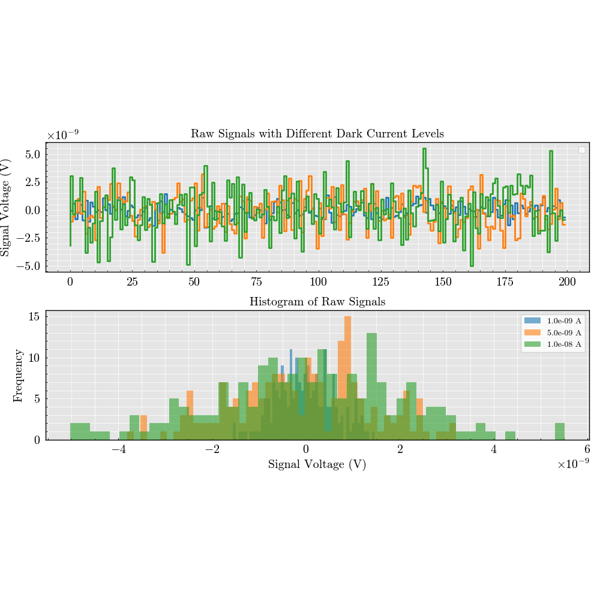 Raw Signals with Different Dark Current Levels
×10⁻⁹
5.0
2.5
0.0
−2.5
−5.0
Signal Voltage (V)
0 25 50 75 100 125 150 175 200
Histogram of Raw Signals
15
10
5
0
Frequency
1.0e-09 A
5.0e-09 A
1.0e-08 A
−4 −2 0 2 4 6
Signal Voltage (V)
×10⁻⁹